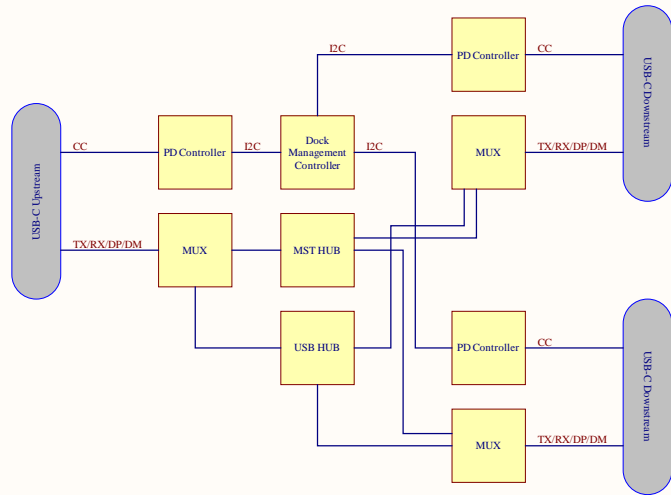 I2C
PD Controller
CC
USB-C Downstream
CC
PD Controller
I2C
Dock
Management
Controller
I2C
MUX
TX/RX/DP/DM
USB-C Upstream
TX/RX/DP/DM
MUX
MST HUB
USB HUB
PD Controller
CC
USB-C Downstream
MUX
TX/RX/DP/DM